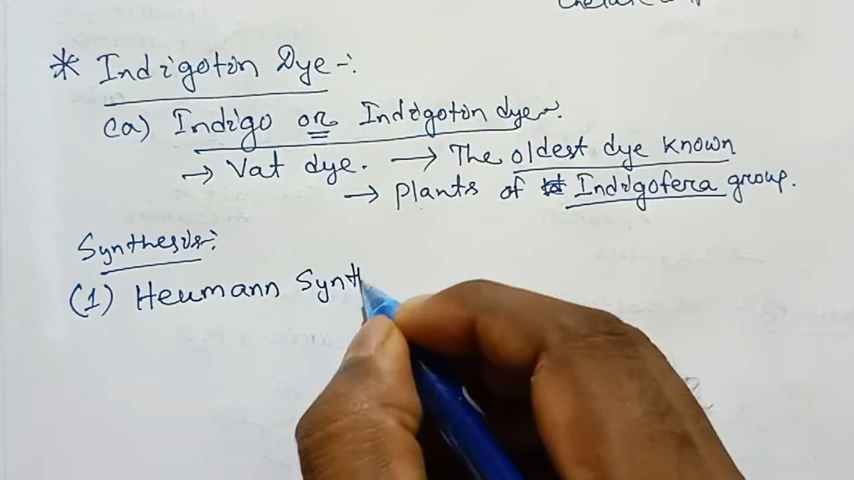 * Indigotin Dye -:
(a) Indigo or Indigotin dye -:
→ Vat dye. → The oldest dye known
→ Plants of Indigofera group.
Synthesis -:
(1) Heumann Synth